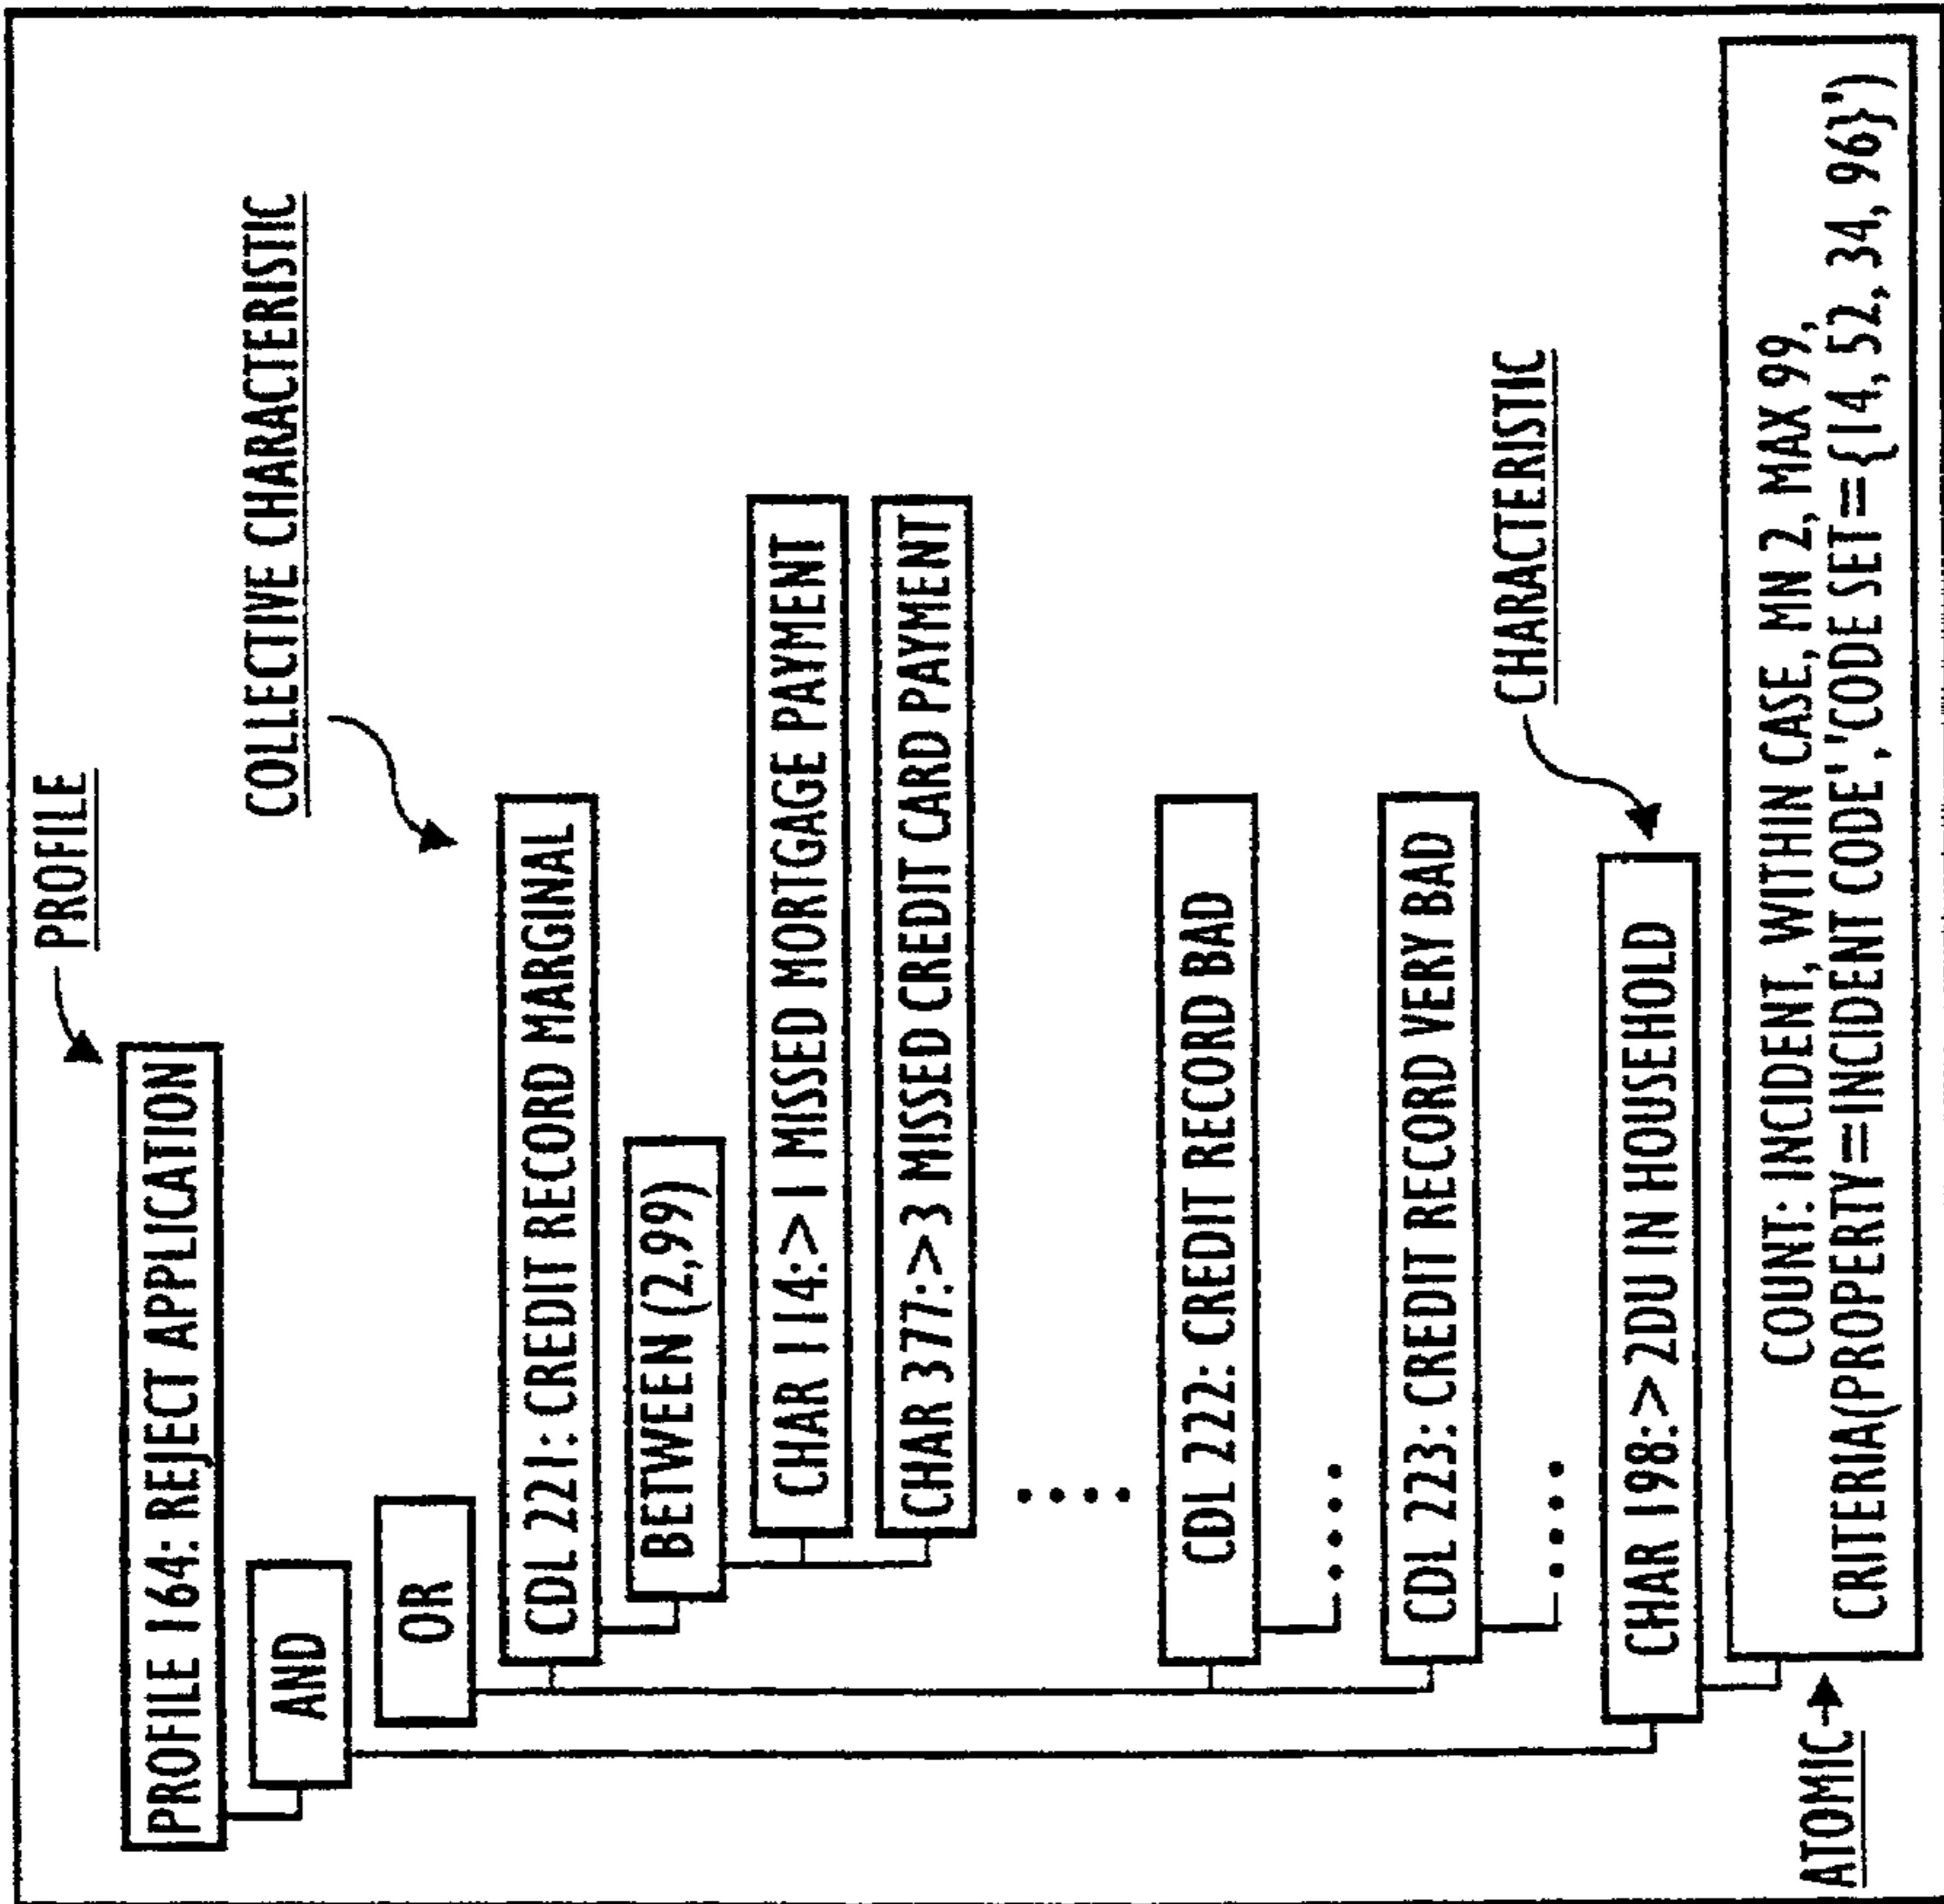 PROFILE
PROFILE 164: REJECT APPLICATION
AND
COLLECTIVE CHARACTERISTIC
OR
CDL 221: CREDIT RECORD MARGINAL
BETWEEN (2,99)
CHAR 1114:> 1 MISSED MORTGAGE PAYMENT
CHAR 377:>3 MISSED CREDIT CARD PAYMENT
....
CDL 222: CREDIT RECORD BAD
....
CDL 223: CREDIT RECORD VERY BAD
....
CHARACTERISTIC
CHAR 198:>2DU IN HOUSEHOLD
COUNT: INCIDENT, WITHIN CASE, MN 2, MAX 99,
CRITERIA(PROPERTY=INCIDENT CODE','CODE SET={14, 52, 34, 96}')
ATOMIC